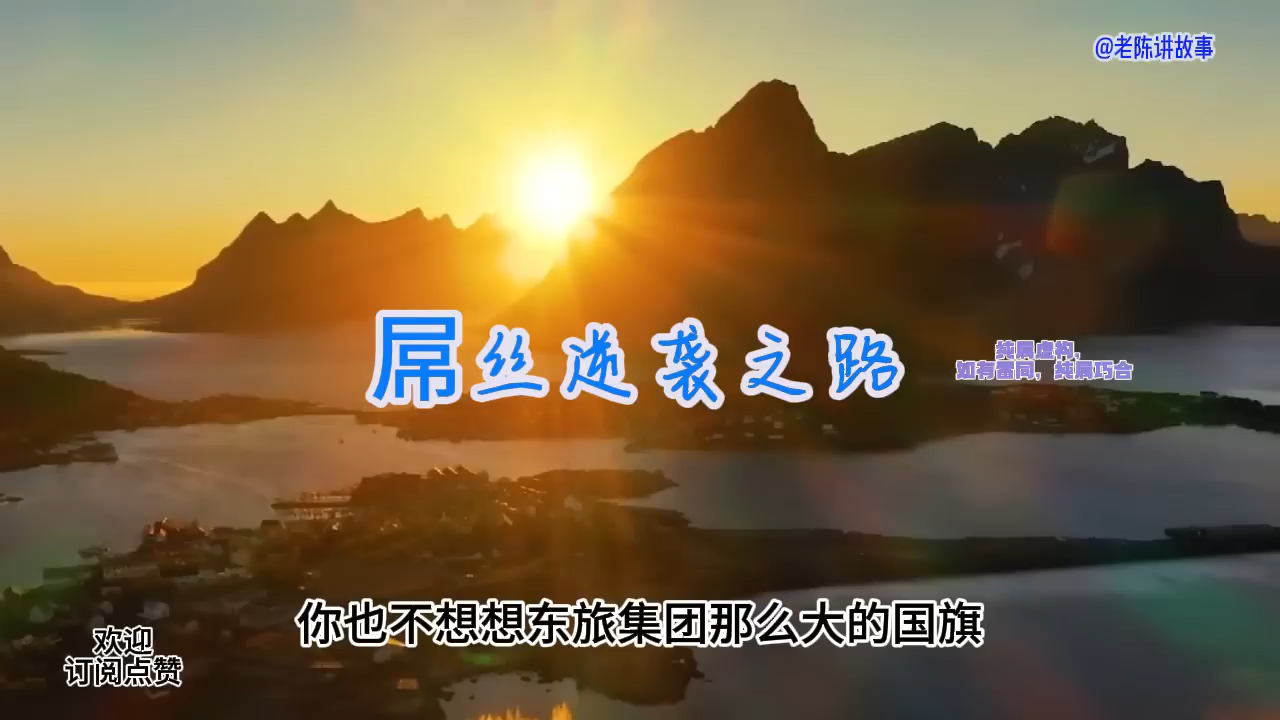 @老陈讲故事
屌丝逆袭之路
纯属虚构,
如有雷同，纯属巧合
你也不想想东旅集团那么大的国旗
欢迎
订阅点赞